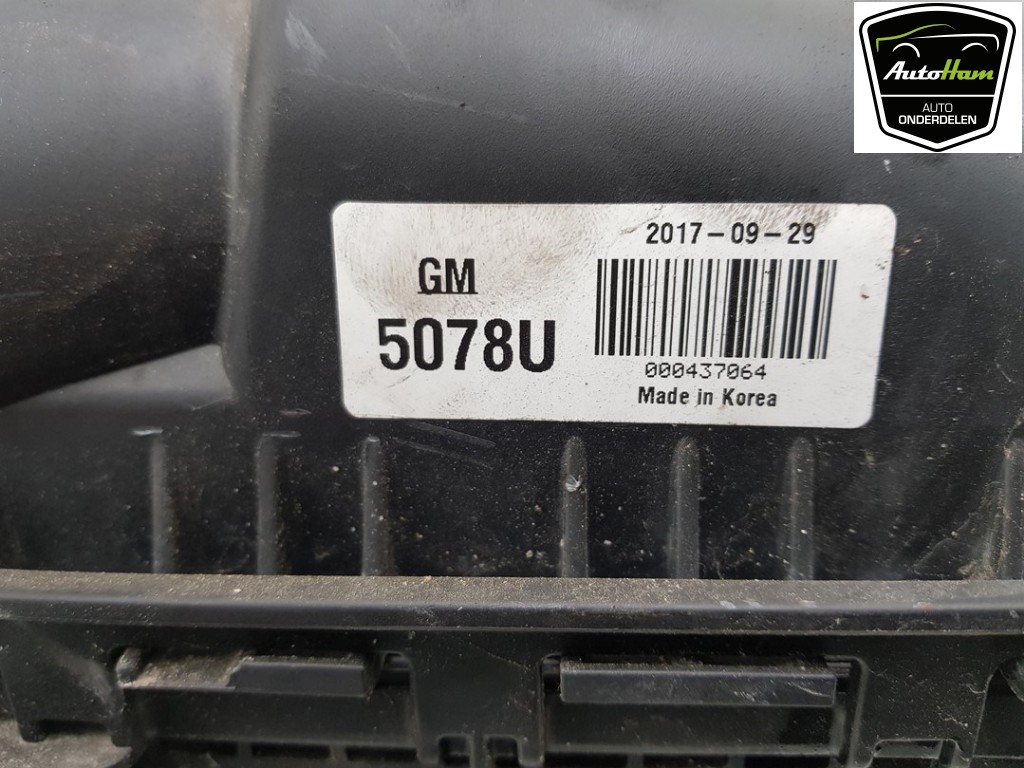 AutoHam
AUTO
ONDERDELEN
2017-09-29
GM
5078U
000437064
Made in Korea